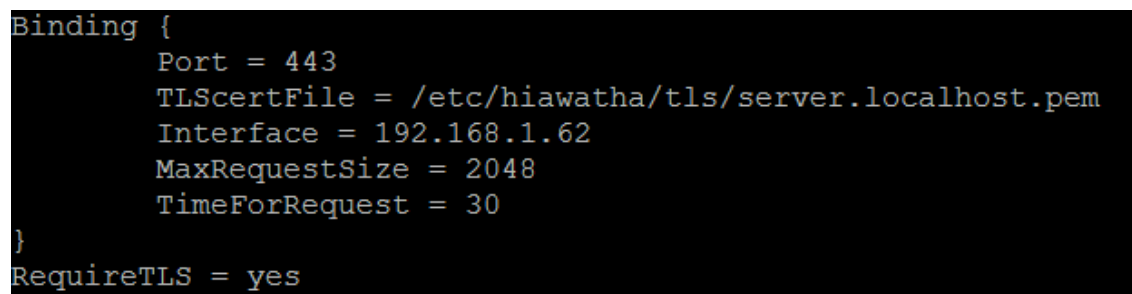 Binding {
Port = 443
TLScertFile = /etc/hiawatha/tls/server.localhost.pem
Interface = 192.168.1.62
MaxRequestSize = 2048
TimeForRequest = 30
}
RequireTLS = yes